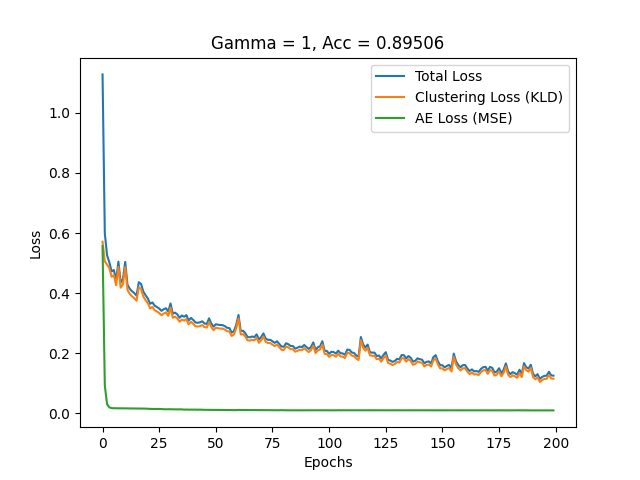 Gamma = 1, Acc = 0.89506
Total Loss
Clustering Loss (KLD)
AE Loss (MSE)
Loss
1.0
0.8
0.6
0.4
0.2
0.0
0 25 50 75 100 125 150 175 200
Epochs